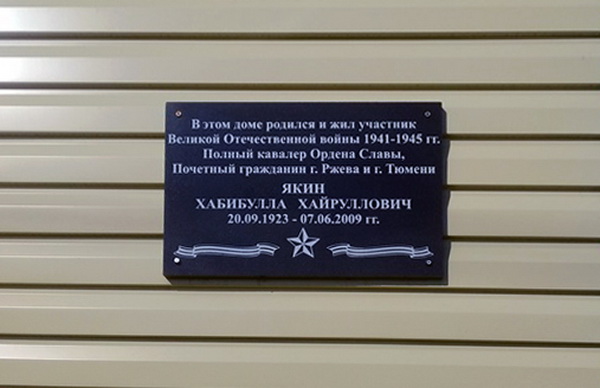 В этом доме родился и жил участник
Великой Отечественной войны 1941-1945 гг.
Полный кавалер Ордена Славы,
Почетный гражданин г. Ржева и г. Тюмени
ЯКИН
ХАБИБУЛЛА ХАЙРУЛЛОВИЧ
20.09.1923 - 07.06.2009 гг.